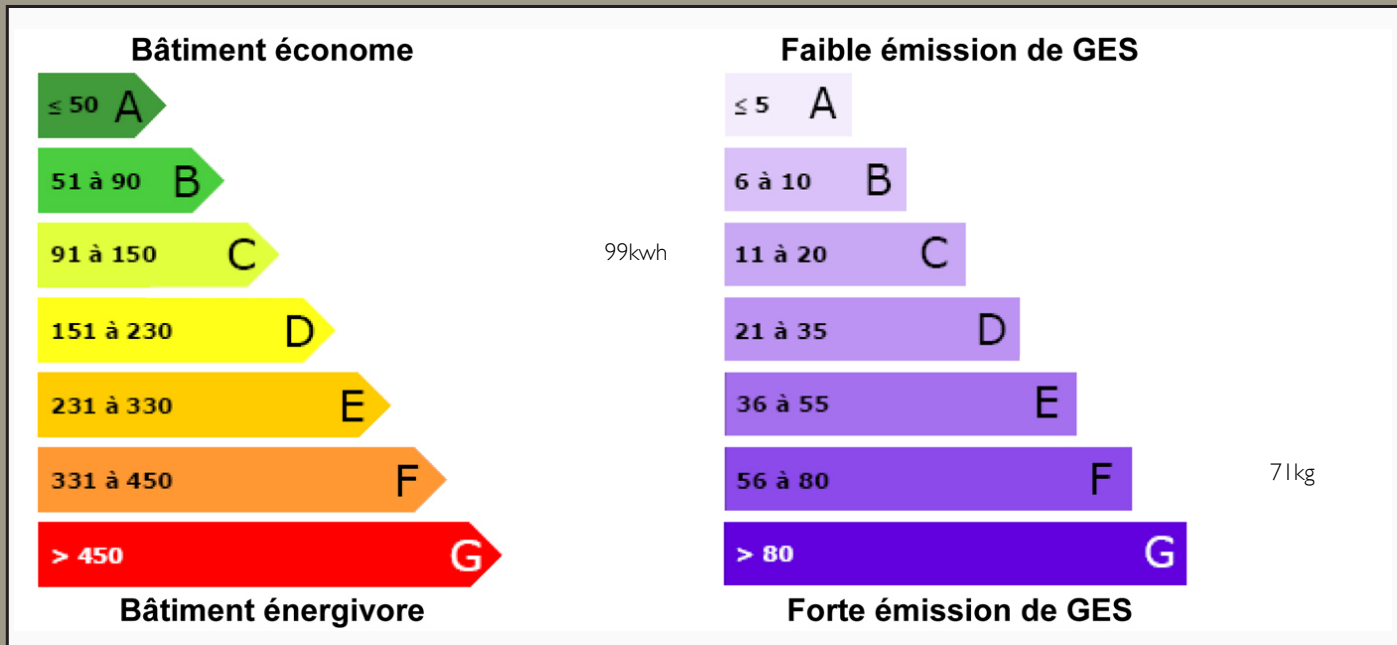 Bâtiment économe
≤ 50 A
51 à 90 B
91 à 150 C
99kwh
151 à 230 D
231 à 330 E
331 à 450 F
> 450 G
Bâtiment énergivore
Faible émission de GES
≤ 5 A
6 à 10 B
11 à 20 C
21 à 35 D
36 à 55 E
56 à 80 F
71kg
> 80 G
Forte émission de GES